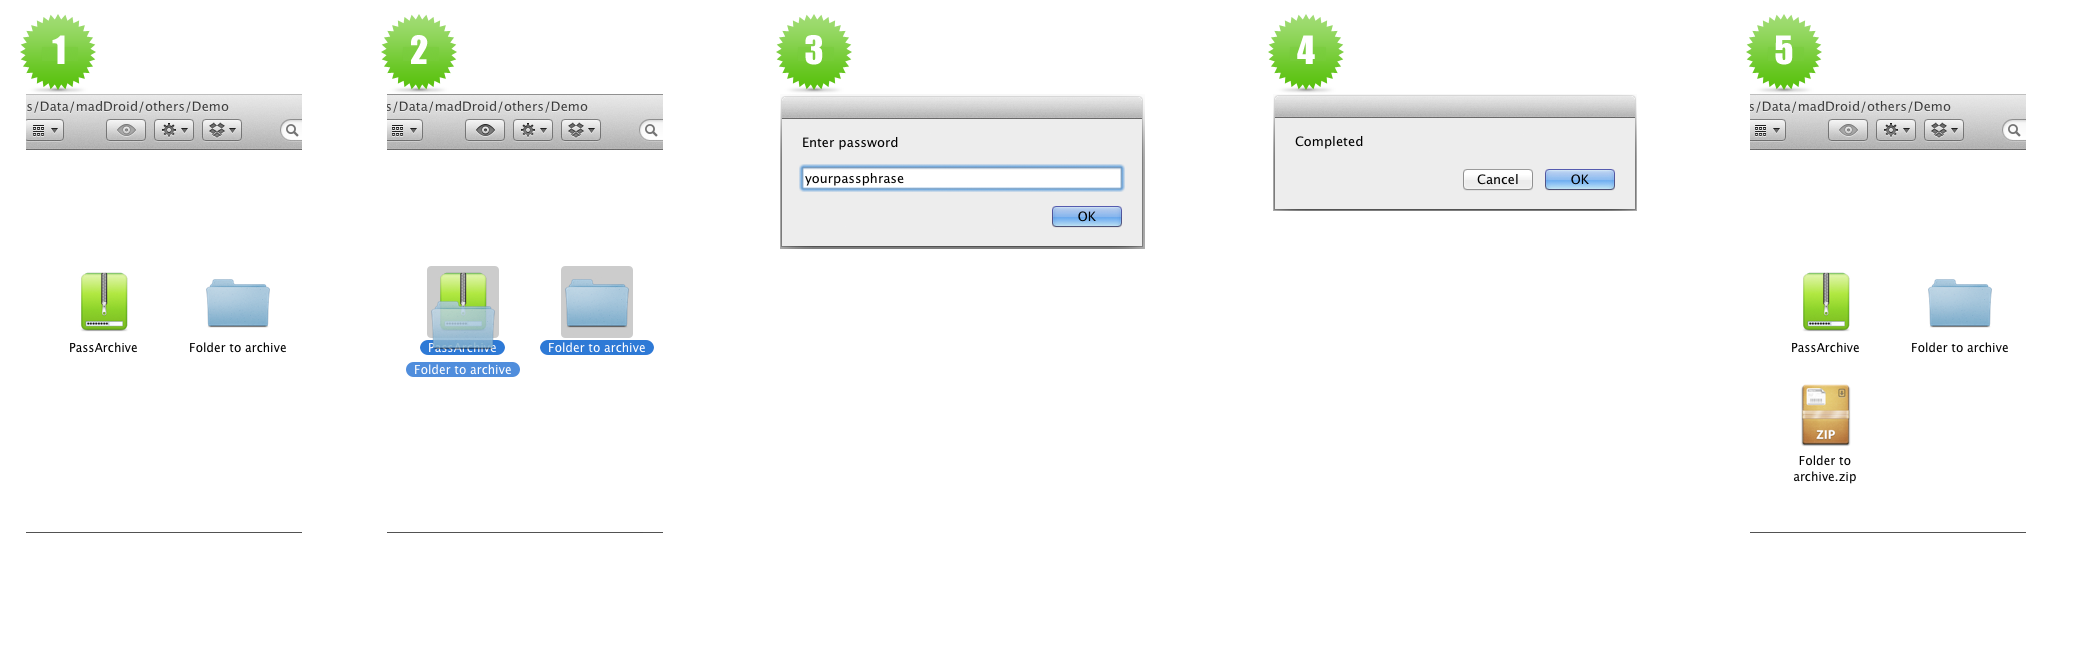 1
s/Data/madDroid/others/Demo
PassArchive
Folder to archive
2
s/Data/madDroid/others/Demo
PassArchive
Folder to archive
Folder to archive
3
Enter password
yourpassphrase
OK
4
Completed
Cancel
OK
5
s/Data/madDroid/others/Demo
PassArchive
Folder to archive
ZIP
Folder to
archive.zip